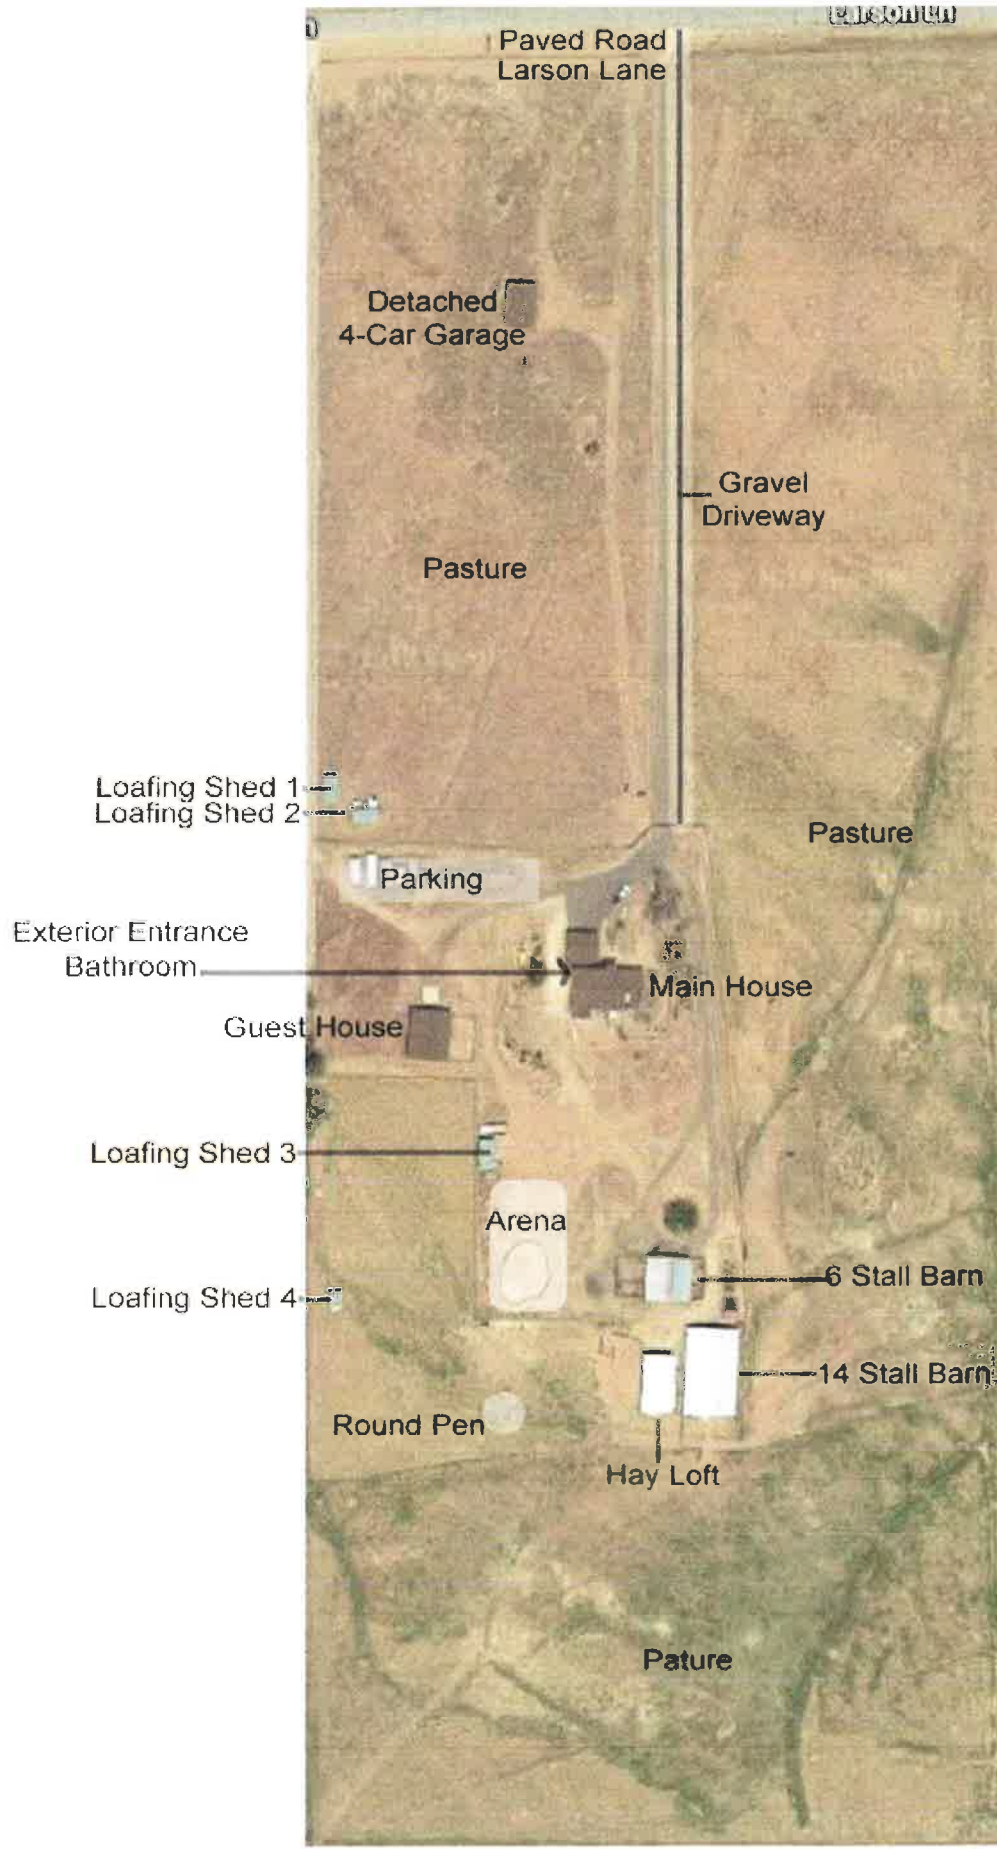 Larson Ln
Paved Road
Larson Lane
Detached
4-Car Garage
Gravel
Driveway
Pasture
Loafing Shed 1
Loafing Shed 2
Pasture
Parking
Exterior Entrance
Bathroom
Main House
Guest House
Loafing Shed 3
Arena
6 Stall Barn
Loafing Shed 4
14 Stall Barn
Round Pen
Hay Loft
Pature